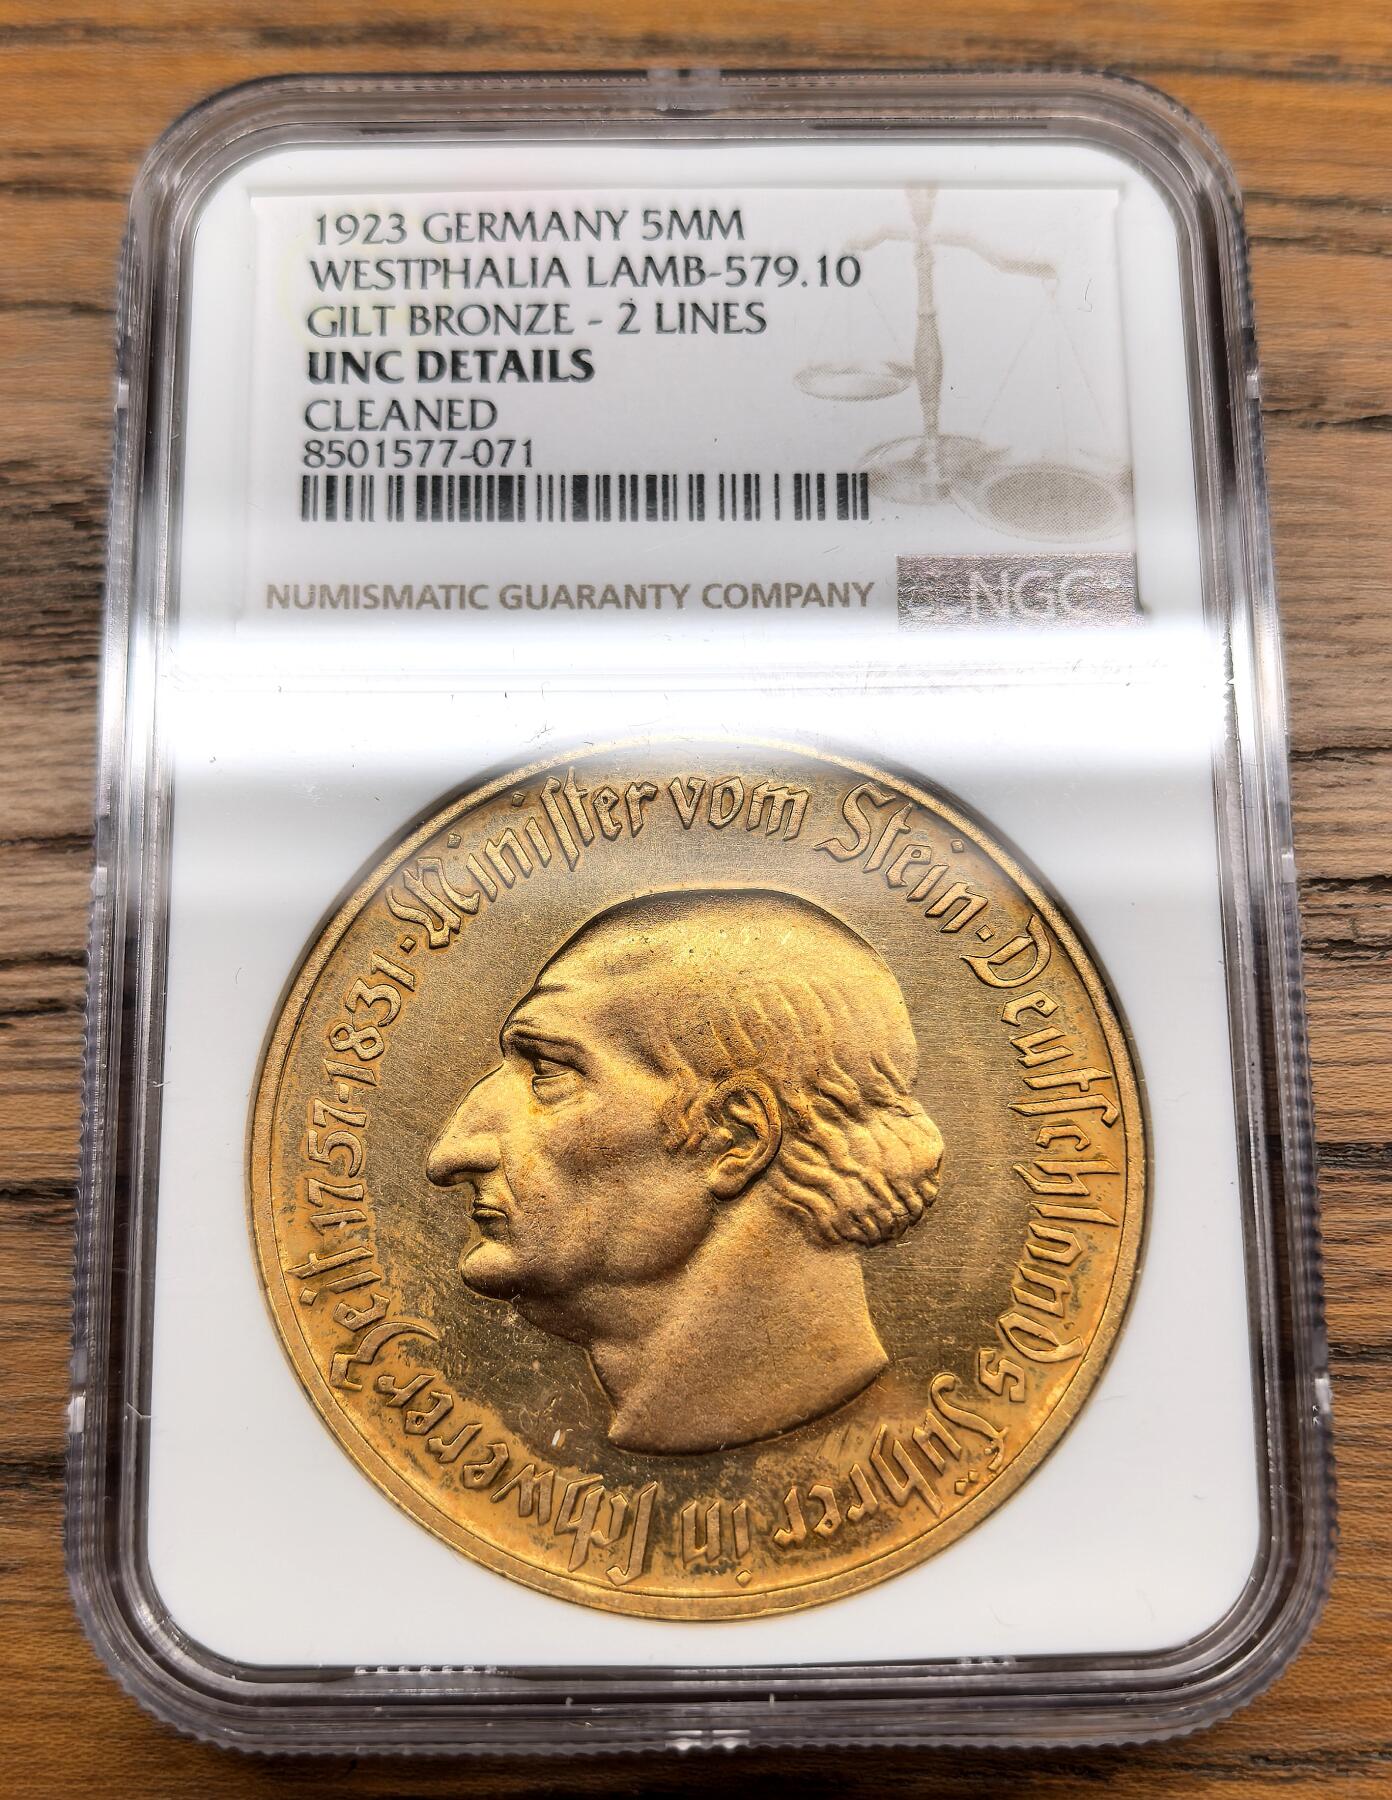 1923 GERMANY 5MM
WESTPHALIA LAMB-579.10
GILT BRONZE - 2 LINES
UNC DETAILS
CLEANED
8501577-071
NUMISMATIC GUARANTY COMPANY
NGC
Minister vom Stein · Deutschlands Führer in schwerer Zeit 1757-1831 ·